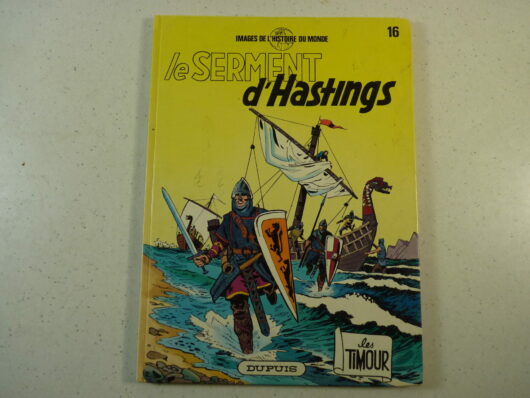 IMAGES DE L'HISTOIRE DU MONDE
16
le SERMENT
d'Hastings
les
TIMOUR
DUPUIS